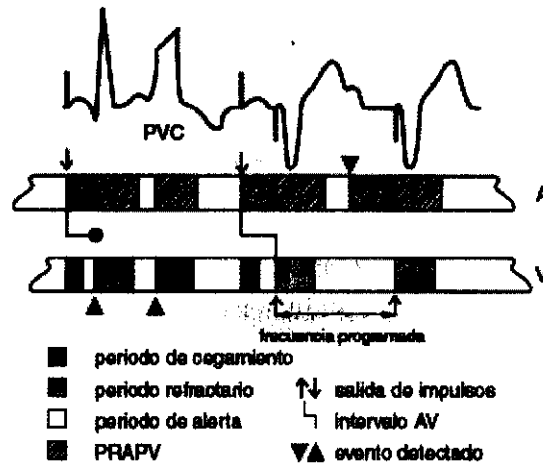 PVC
A
V
frecuencia programada
periodo de cegamiento
periodo refractario
periodo de alerta
PRAPV
salida de impulsos
intervalo AV
evento detectado